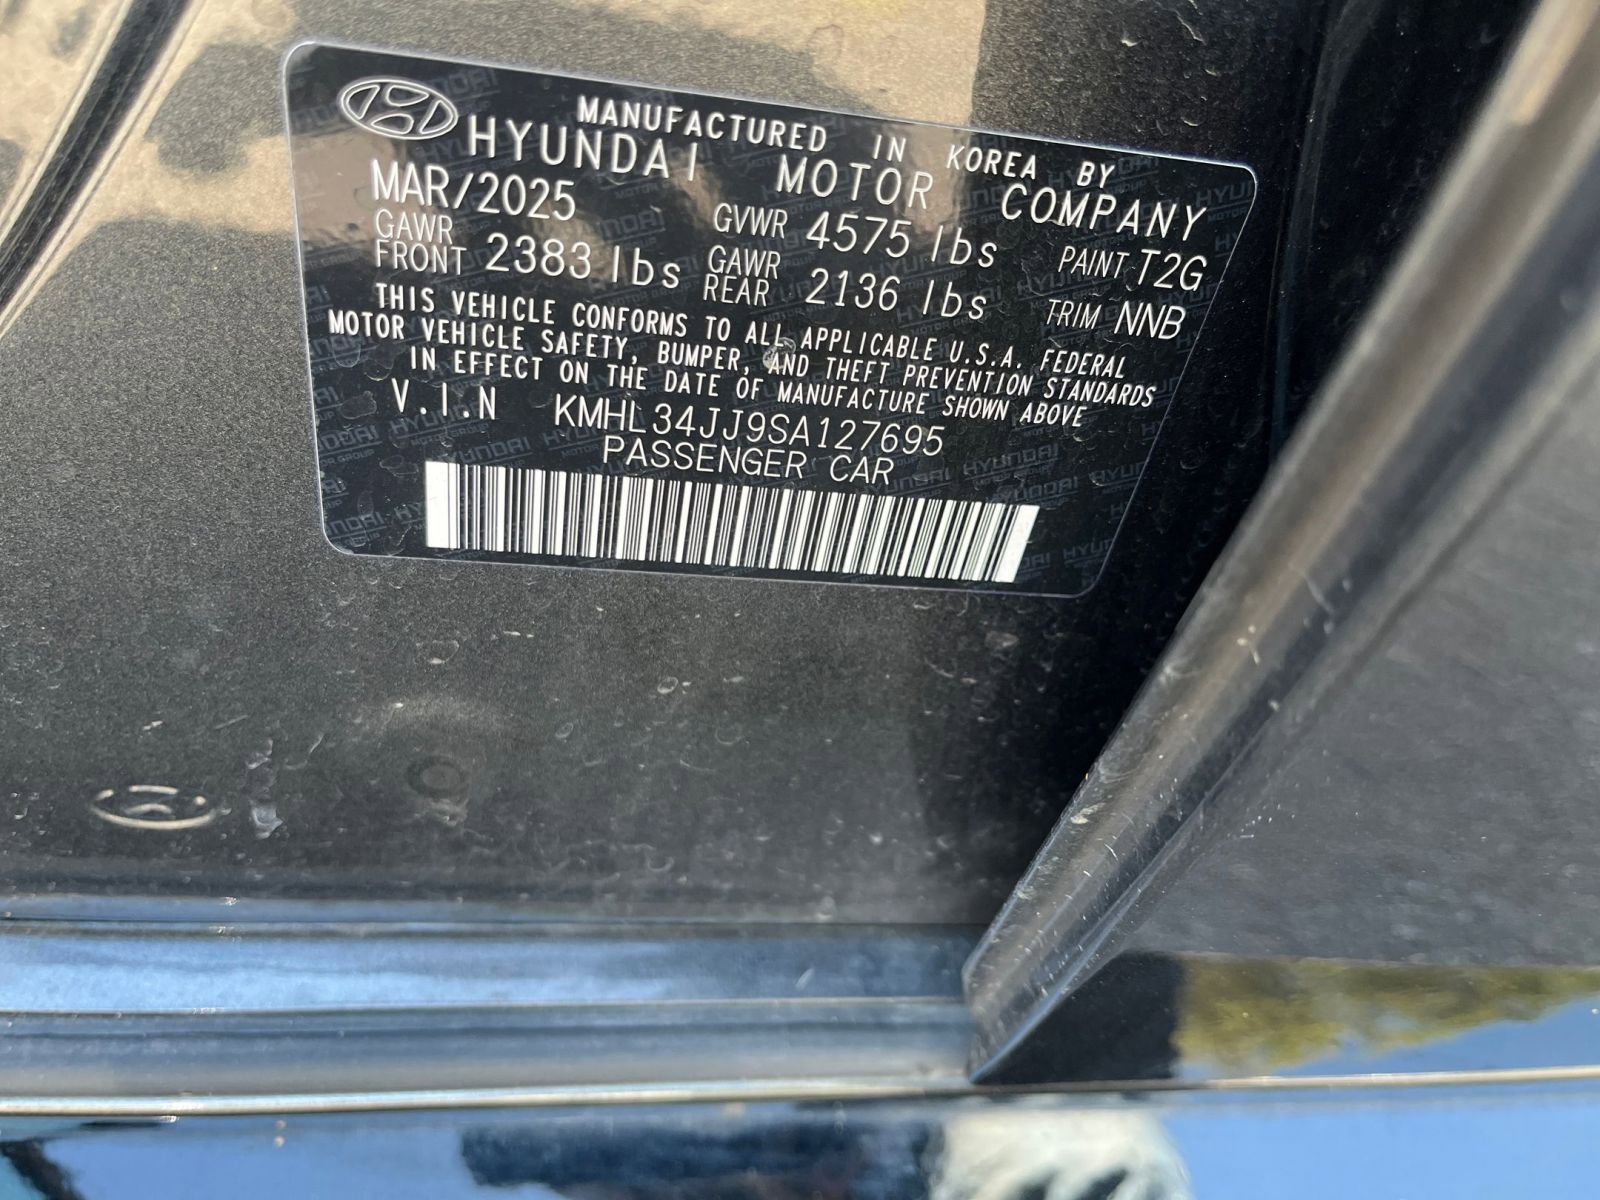 MANUFACTURED IN KOREA BY
HYUNDAI MOTOR COMPANY
MAR/2025 GVWR 4575 lbs PAINT T2G
GAWR FRONT 2383 lbs GAWR REAR 2136 lbs TRIM NNB
THIS VEHICLE CONFORMS TO ALL APPLICABLE U.S.A. FEDERAL
MOTOR VEHICLE SAFETY, BUMPER, AND THEFT PREVENTION STANDARDS
IN EFFECT ON THE DATE OF MANUFACTURE SHOWN ABOVE
V.I.N KMHL34JJ9SA127695
PASSENGER CAR